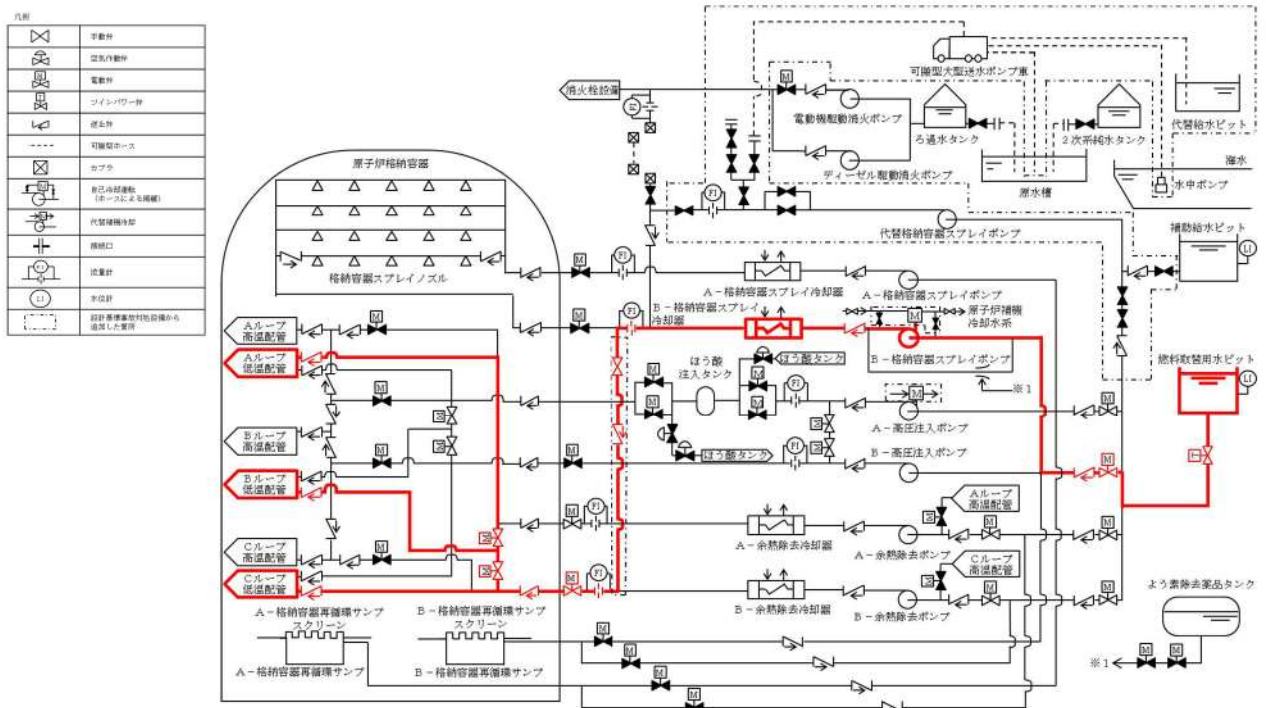 凡例
手動弁
空気作動弁
電動弁
ツインパワー弁
逆止弁
可搬型ホース
カプラ
自己冷却運転
(ホースによる接続)
代替補機冷却
接続口
流量計
水位計
設計基準事故対処設備から
追加した箇所
可搬型大型送水ポンプ車
代替給水ピット
消火栓設備
電動機駆動消火ポンプ
ろ過水タンク
2次系純水タンク
海水
ディーゼル駆動消火ポンプ
原水槽
水中ポンプ
原子炉格納容器
代替格納容器スプレイポンプ
補助給水ピット
格納容器スプレイノズル
A-格納容器スプレイ冷却器
A-格納容器スプレイポンプ
B-格納容器スプレイ
冷却器
原子炉補機
冷却水系
B-格納容器スプレイポンプ
燃料取替用水ピット
※1
Aループ
高温配管
Aループ
低温配管
ほう酸
注入タンク
ほう酸タンク
A-高圧注入ポンプ
Bループ
高温配管
ほう酸タンク
B-高圧注入ポンプ
Bループ
低温配管
Aループ
高温配管
A-余熱除去冷却器
A-余熱除去ポンプ
Cループ
高温配管
Cループ
高温配管
Cループ
低温配管
B-余熱除去冷却器
B-余熱除去ポンプ
よう素除去薬品タンク
A-格納容器再循環サンプ
スクリーン
B-格納容器再循環サンプ
スクリーン
A-格納容器再循環サンプ
B-格納容器再循環サンプ
※1